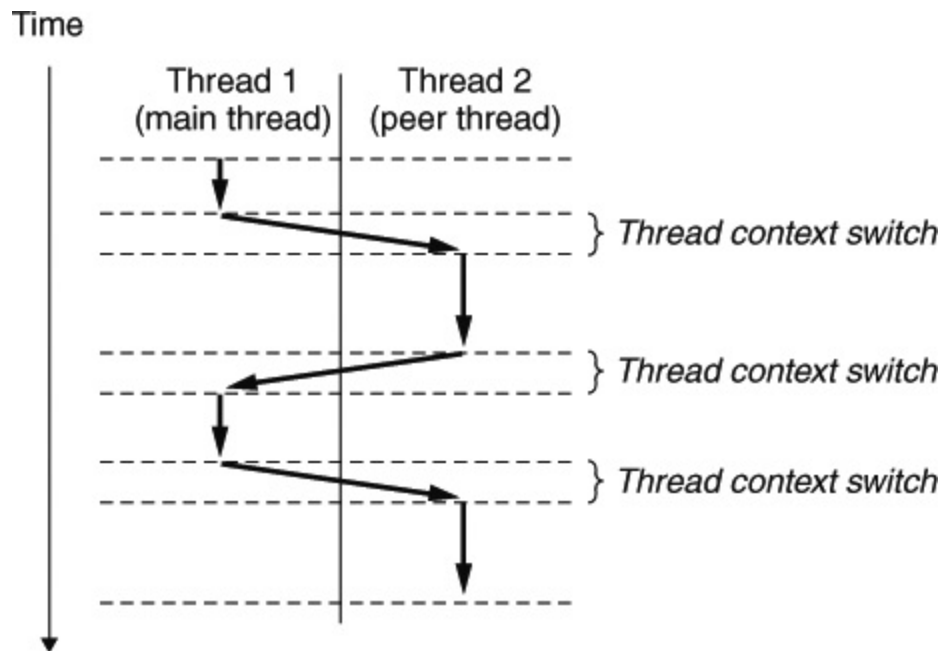 Time
Thread 1
(main thread)
Thread 2
(peer thread)
Thread context switch
Thread context switch
Thread context switch